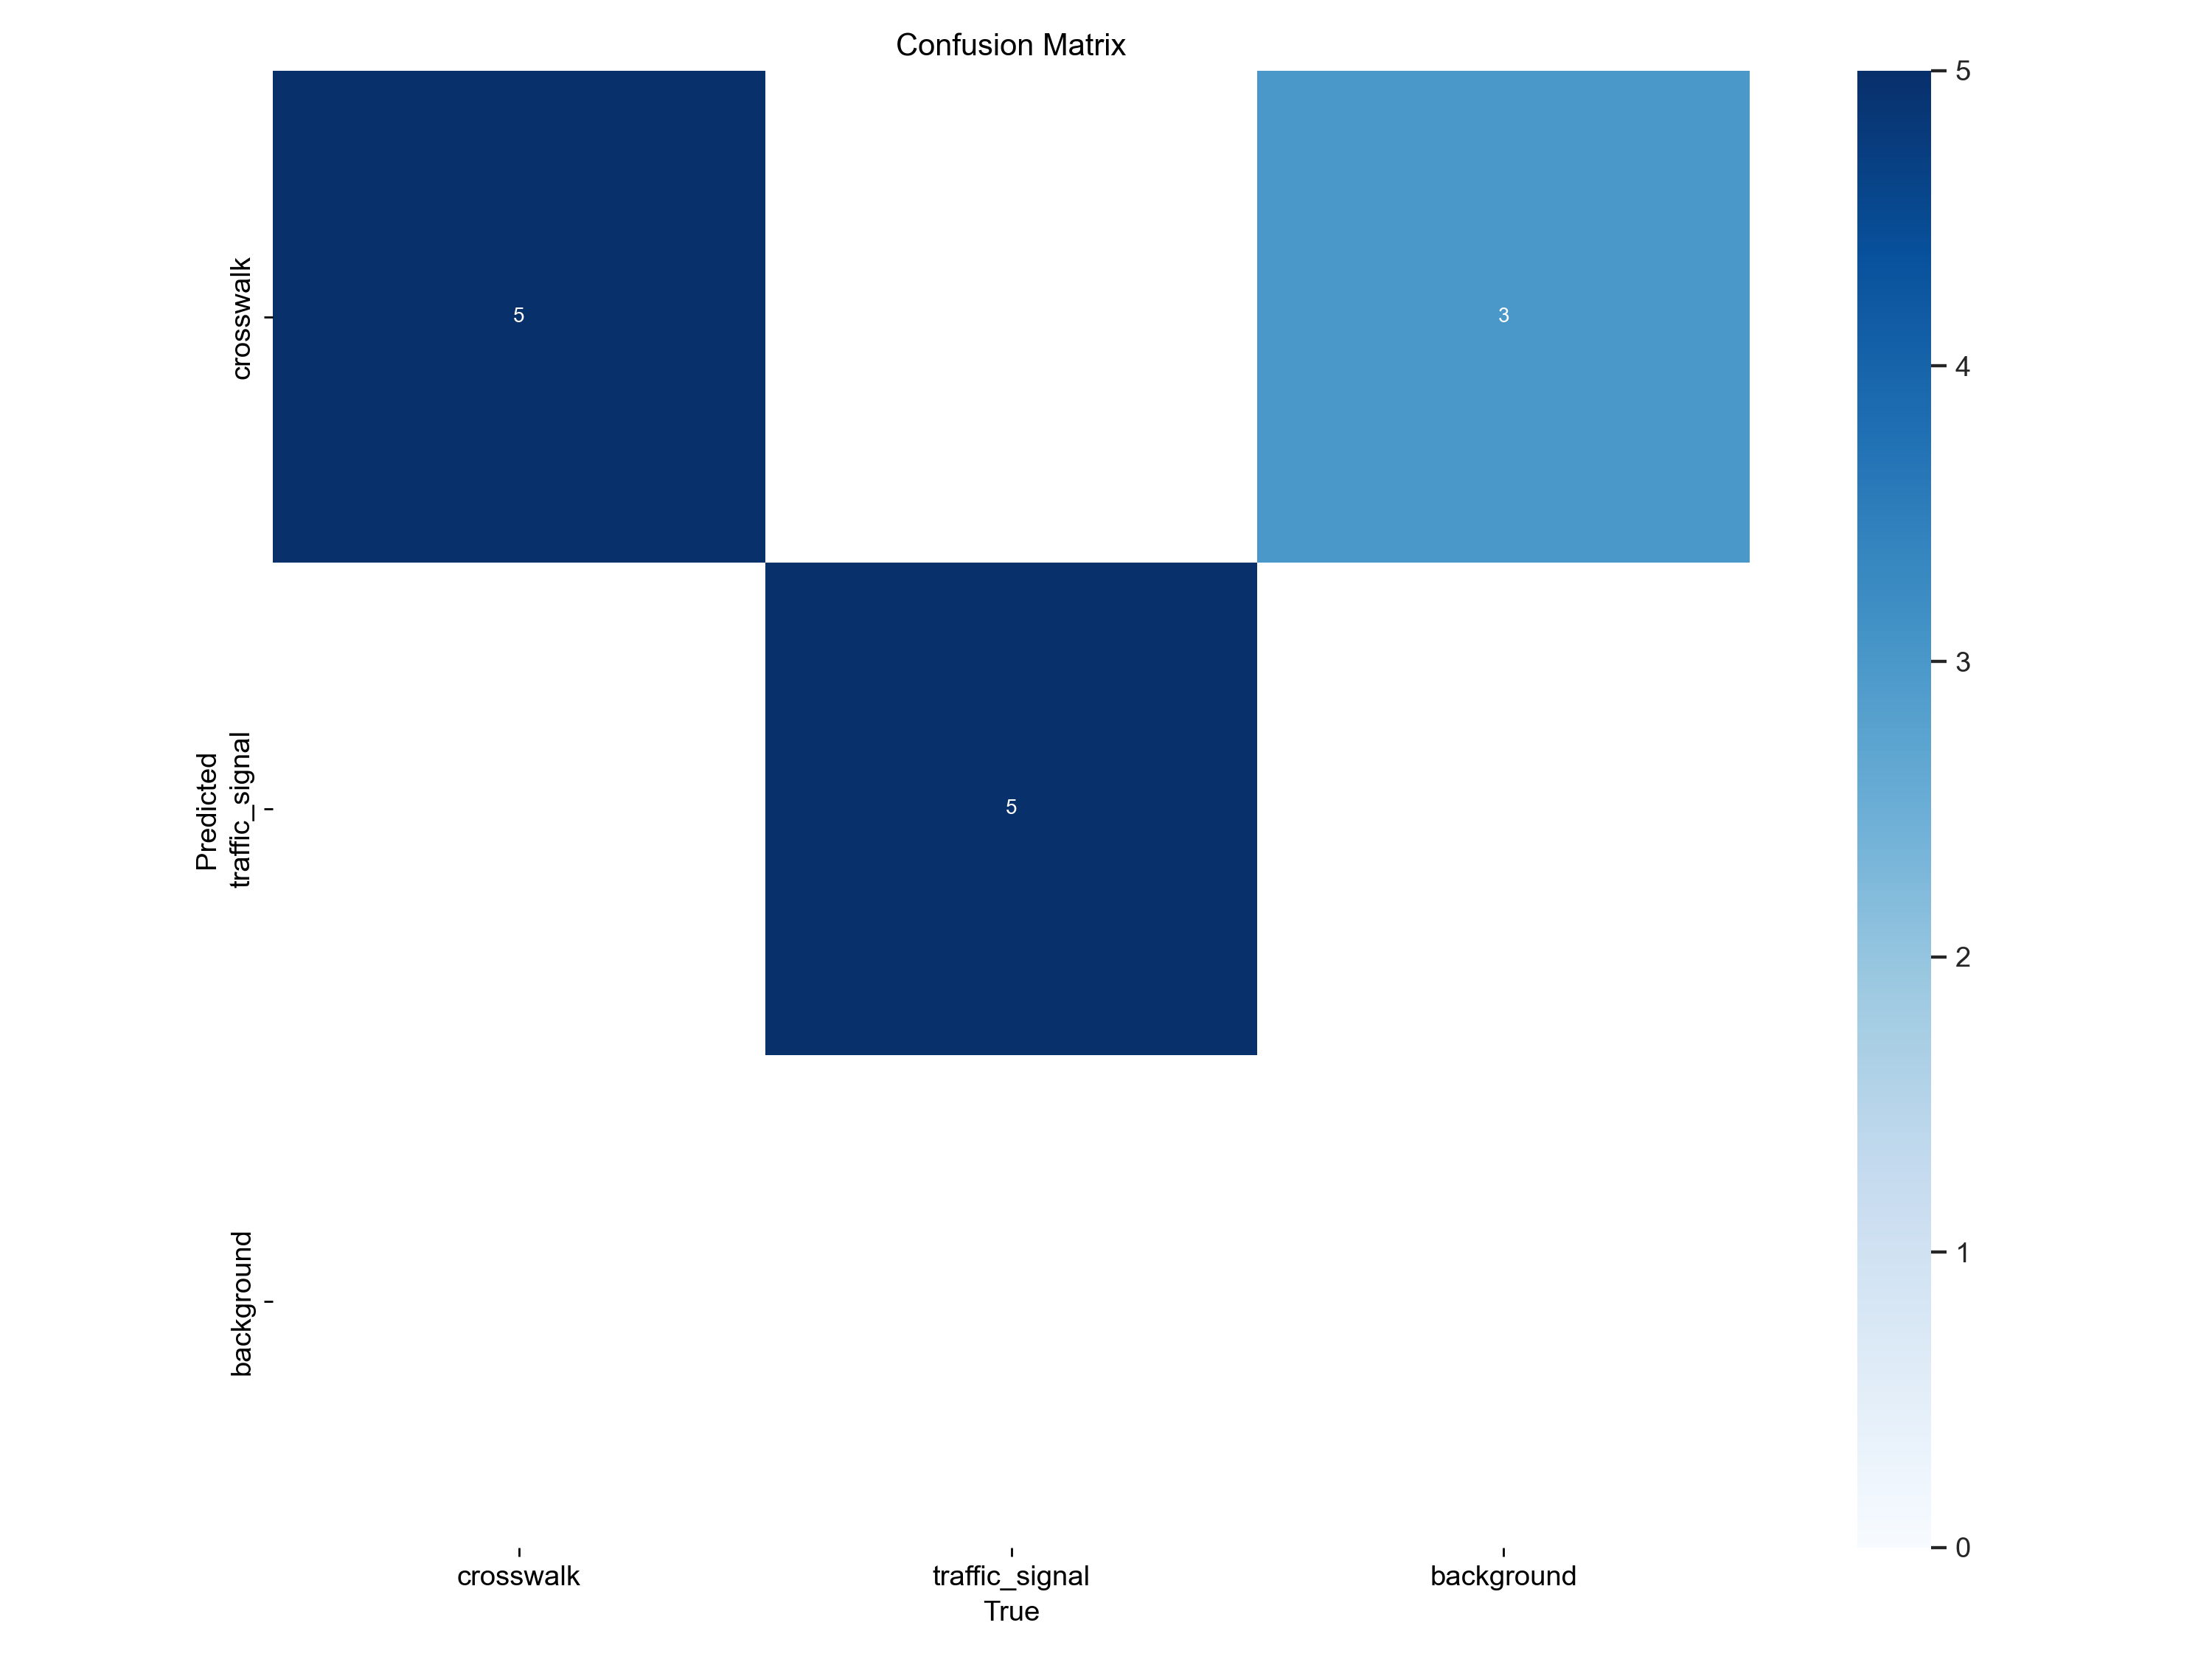 Confusion Matrix
crosswalk
traffic_signal
background
Predicted
5
3
5
crosswalk
traffic_signal
background
True
5
4
3
2
1
0